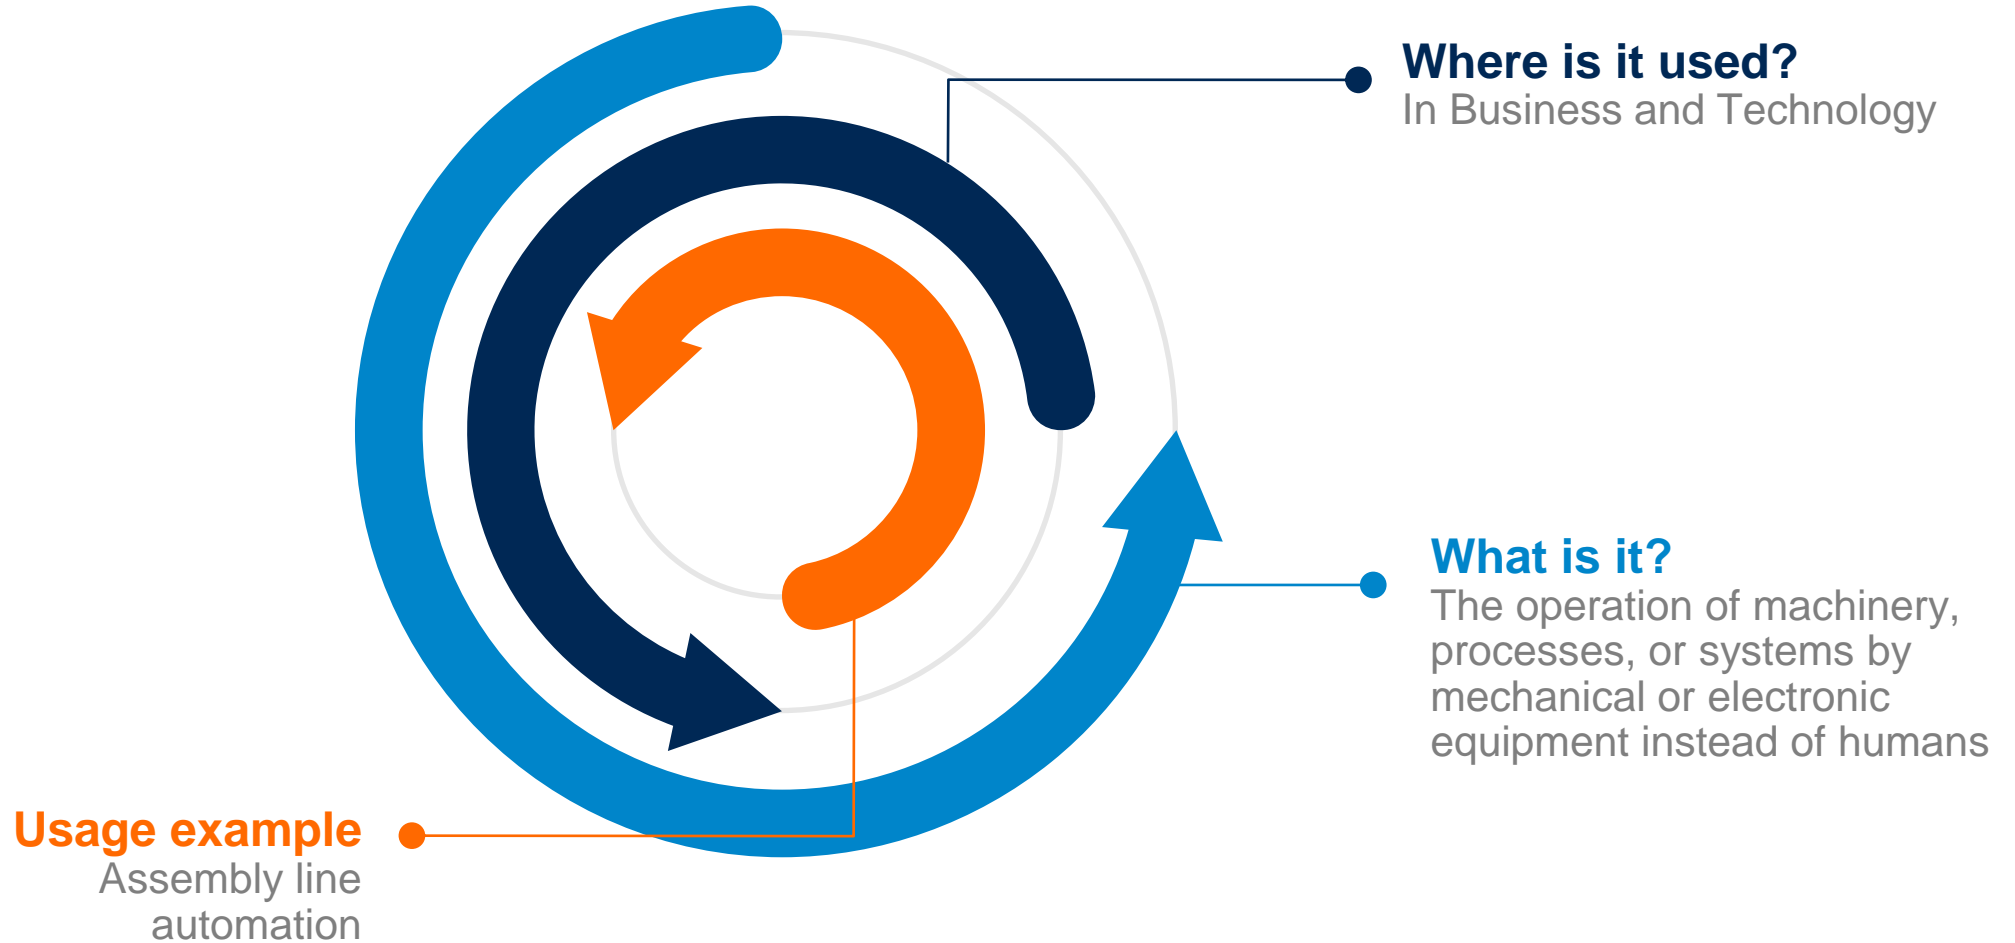 Where is it used?
In Business and Technology
What is it?
The operation of machinery,
processes, or systems by
mechanical or electronic
equipment instead of humans
Usage example
Assembly line
automation